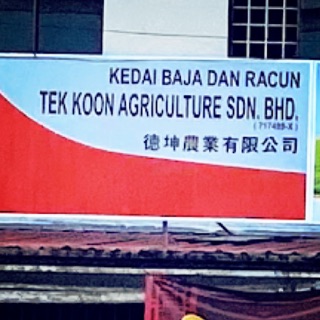 KEDAI BAJA DAN RACUN
TEK KOON AGRICULTURE SDN. BHD.
( 717489-X )
德坤農業有限公司